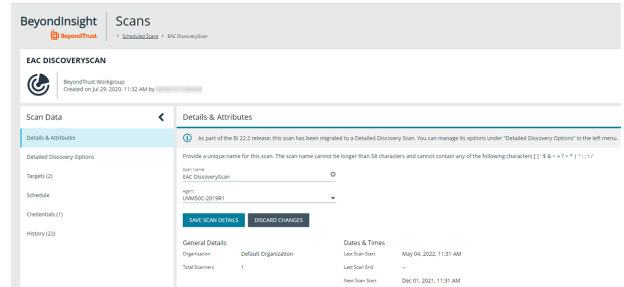 BeyondInsight
BeyondTrust
Scans
> Scheduled Scans > EAC DiscoveryScan
EAC DISCOVERYSCAN
BeyondTrust Workgroup
Created on Jul 29, 2020, 11:32 AM by
Scan Data
Details & Attributes
Detailed Discovery Options
Targets (2)
Schedule
Credentials (1)
History (22)
Details & Attributes
As part of the BI 22.2 release, this scan has been migrated to a Detailed Discovery Scan. You can manage its options under "Detailed Discovery Options" in the left menu.
Provide a unique name for this scan. The scan name cannot be longer than 58 characters and cannot contain any of the following characters [ ] ' $ & < + ? > * | " : ; \ /
Scan Name
EAC DiscoveryScan
Agent
UVM50C-2019R1
SAVE SCAN DETAILS
DISCARD CHANGES
General Details
Organization Default Organization
Total Scanners 1
Dates & Times
Last Scan Start May 04, 2022, 11:31 AM
Last Scan End --
Next Scan Start Dec 01, 2021, 11:31 AM